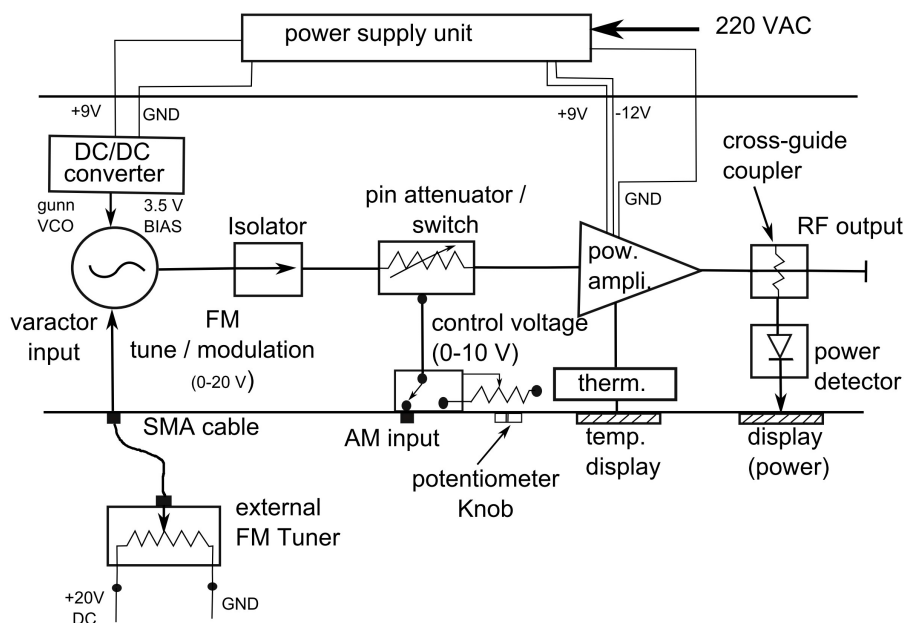 power supply unit
220 VAC
+9V
GND
+9V
-12V
DC/DC
converter
cross-guide
coupler
gunn
VCO
3.5 V
BIAS
Isolator
pin attenuator /
switch
GND
RF output
pow.
ampli.
varactor
input
FM
tune / modulation
(0-20 V)
control voltage
(0-10 V)
power
detector
therm.
SMA cable
AM input
temp.
display
display
(power)
potentiometer
Knob
external
FM Tuner
+20V
DC
GND